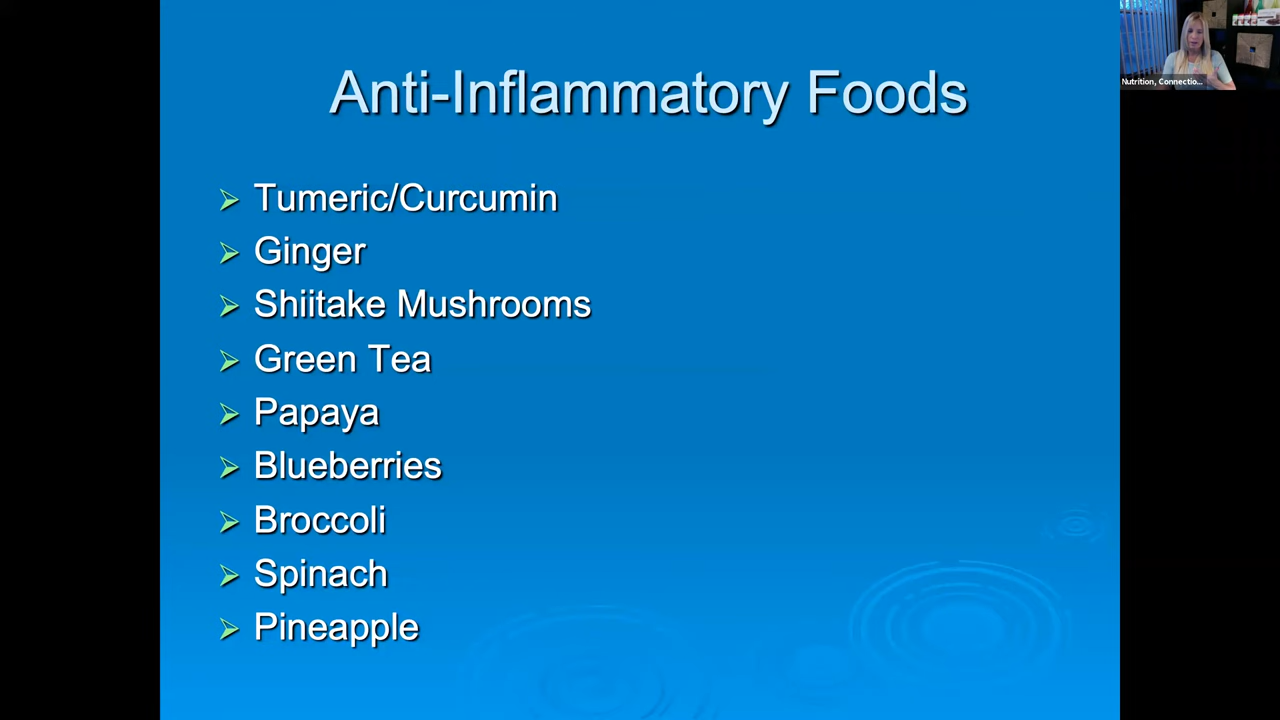 Anti-Inflammatory Foods
Tumeric/Curcumin
Ginger
Shiitake Mushrooms
Green Tea
Papaya
Blueberries
Broccoli
Spinach
Pineapple
Nutrition, Connectio...